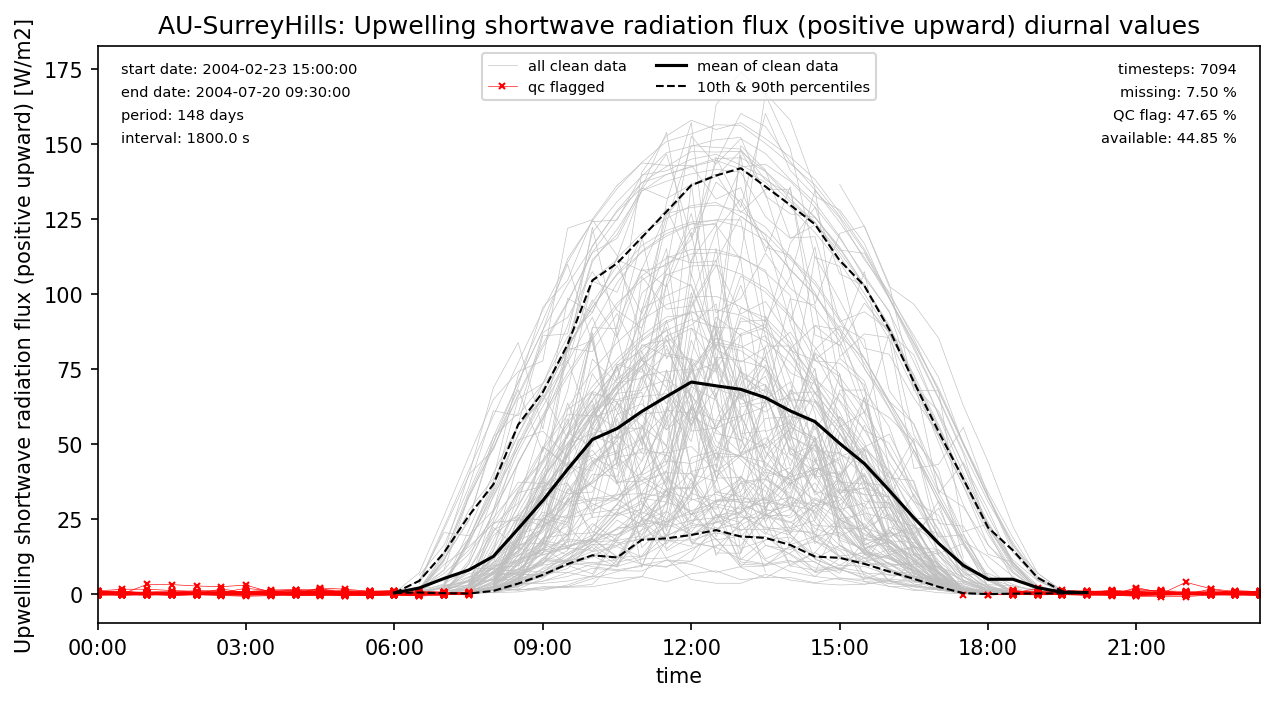 AU-SurreyHills: Upwelling shortwave radiation flux (positive upward) diurnal values
start date: 2004-02-23 15:00:00
end date: 2004-07-20 09:30:00
period: 148 days
interval: 1800.0 s
all clean data
qc flagged
mean of clean data
10th & 90th percentiles
timesteps: 7094
missing: 7.50 %
QC flag: 47.65 %
available: 44.85 %
Upwelling shortwave radiation flux (positive upward) [W/m2]
175
150
125
100
75
50
25
0
00:00 03:00 06:00 09:00 12:00 15:00 18:00 21:00
time